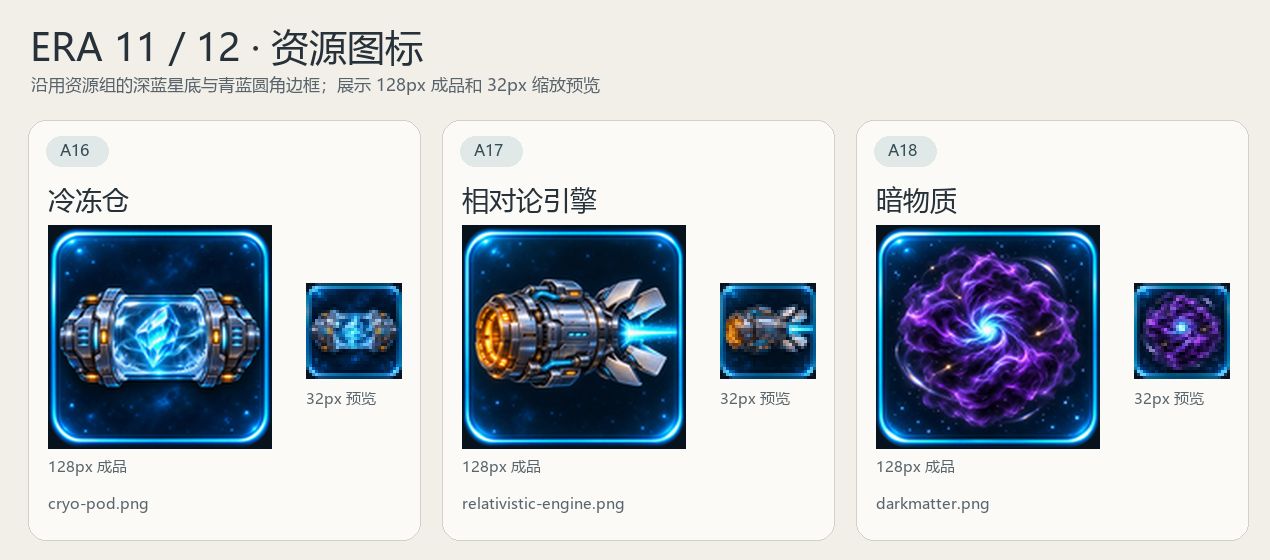 ERA 11 / 12 · 资源图标
沿用资源组的深蓝星底与青蓝圆角边框；展示 128px 成品和 32px 缩放预览
A16
冷冻仓
32px 预览
128px 成品
cryo-pod.png
A17
相对论引擎
32px 预览
128px 成品
relativistic-engine.png
A18
暗物质
32px 预览
128px 成品
darkmatter.png